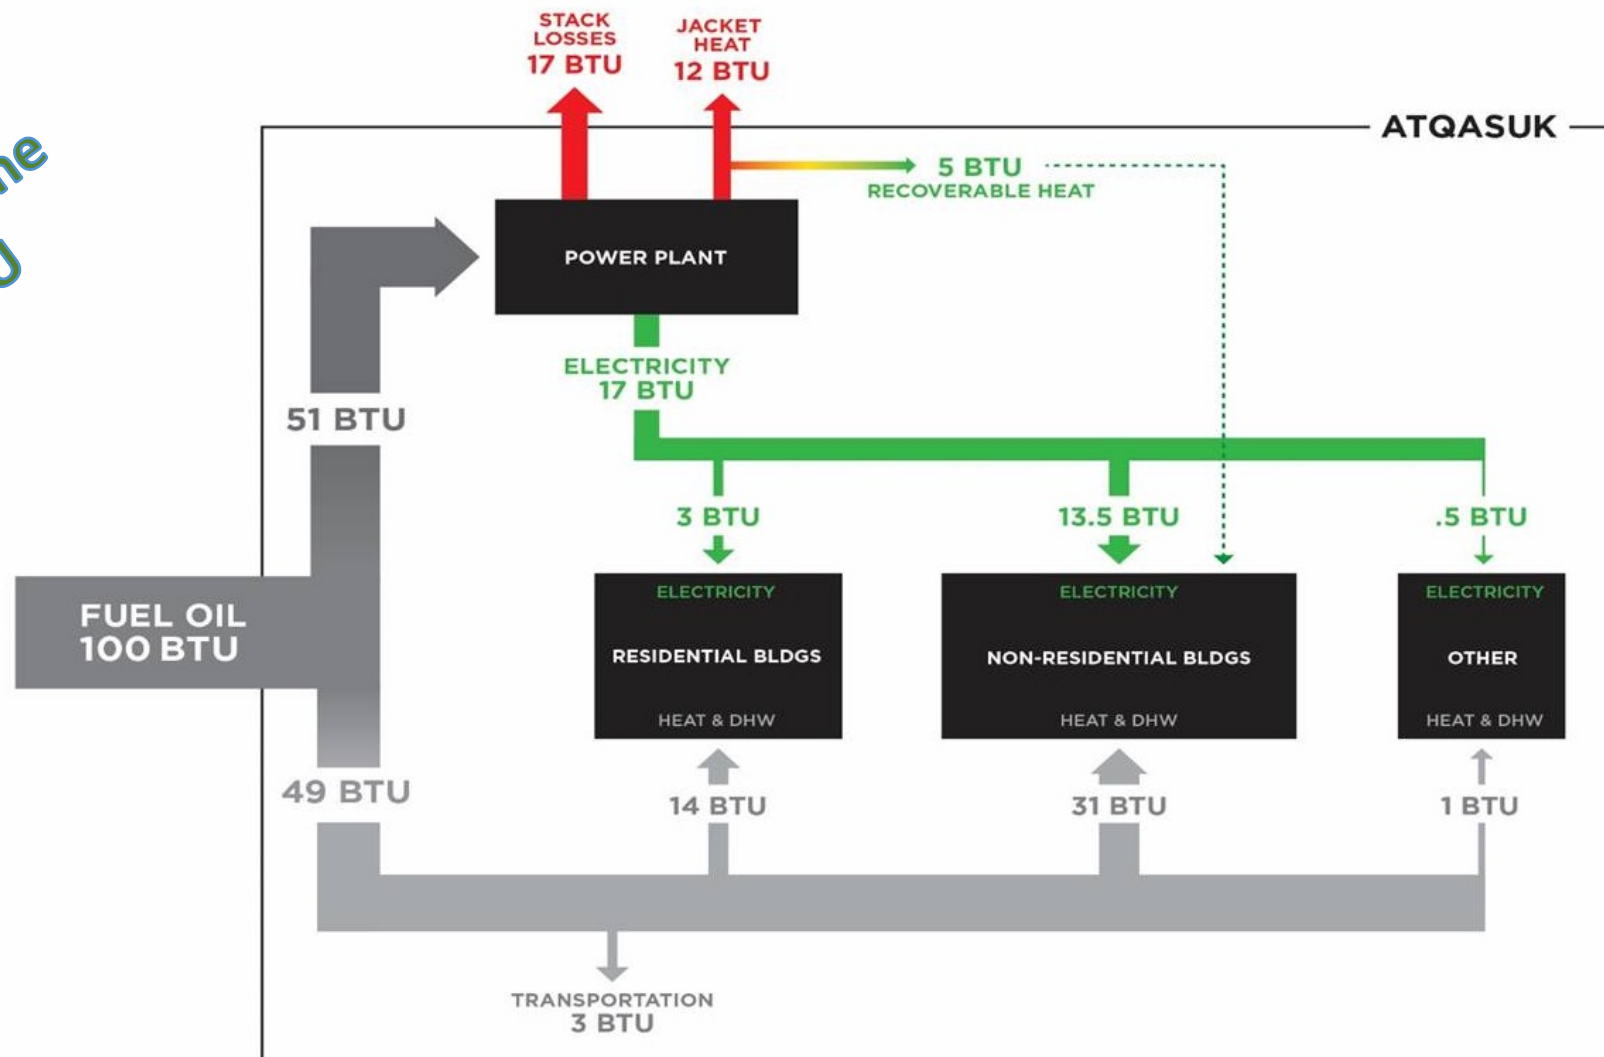 STACK
LOSSES
17 BTU
JACKET
HEAT
12 BTU
ATQASUK
5 BTU
RECOVERABLE HEAT
POWER PLANT
ELECTRICITY
17 BTU
51 BTU
3 BTU
13.5 BTU
.5 BTU
FUEL OIL
100 BTU
ELECTRICITY
RESIDENTIAL BLDGS
HEAT & DHW
ELECTRICITY
NON-RESIDENTIAL BLDGS
HEAT & DHW
ELECTRICITY
OTHER
HEAT & DHW
49 BTU
14 BTU
31 BTU
1 BTU
TRANSPORTATION
3 BTU